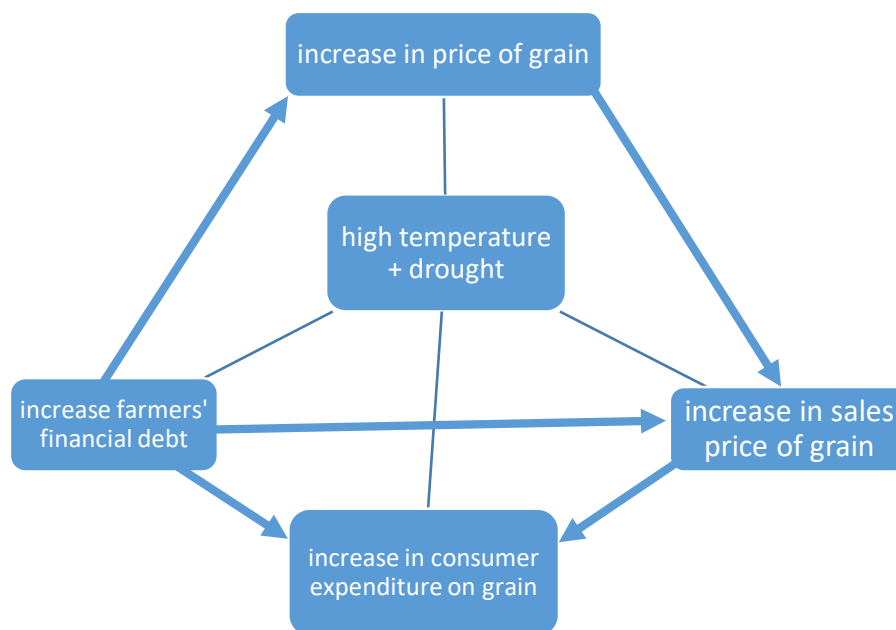 increase in price of grain
high temperature
+ drought
increase farmers'
financial debt
increase in sales
price of grain
increase in consumer
expenditure on grain